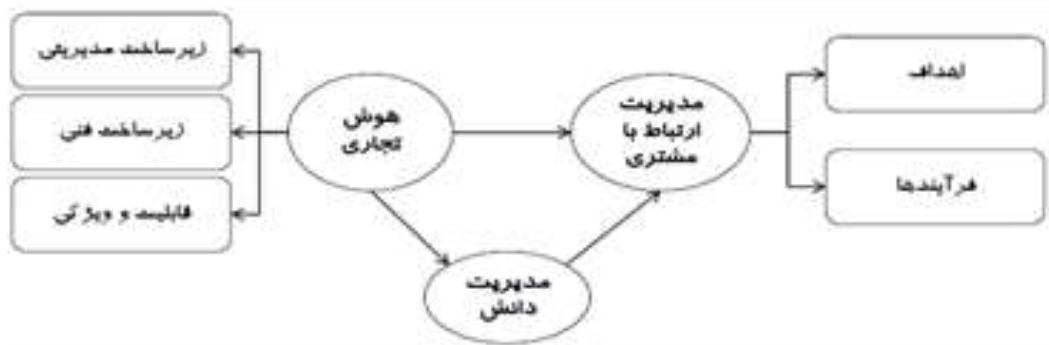 زیرساخت مدیریتی
زیرساخت فنی
قابلیت و ویژگی
هوش
تجاری
مدیریت
ارتباط با
مشتری
مدیریت
دانش
اهداف
فرآیندها